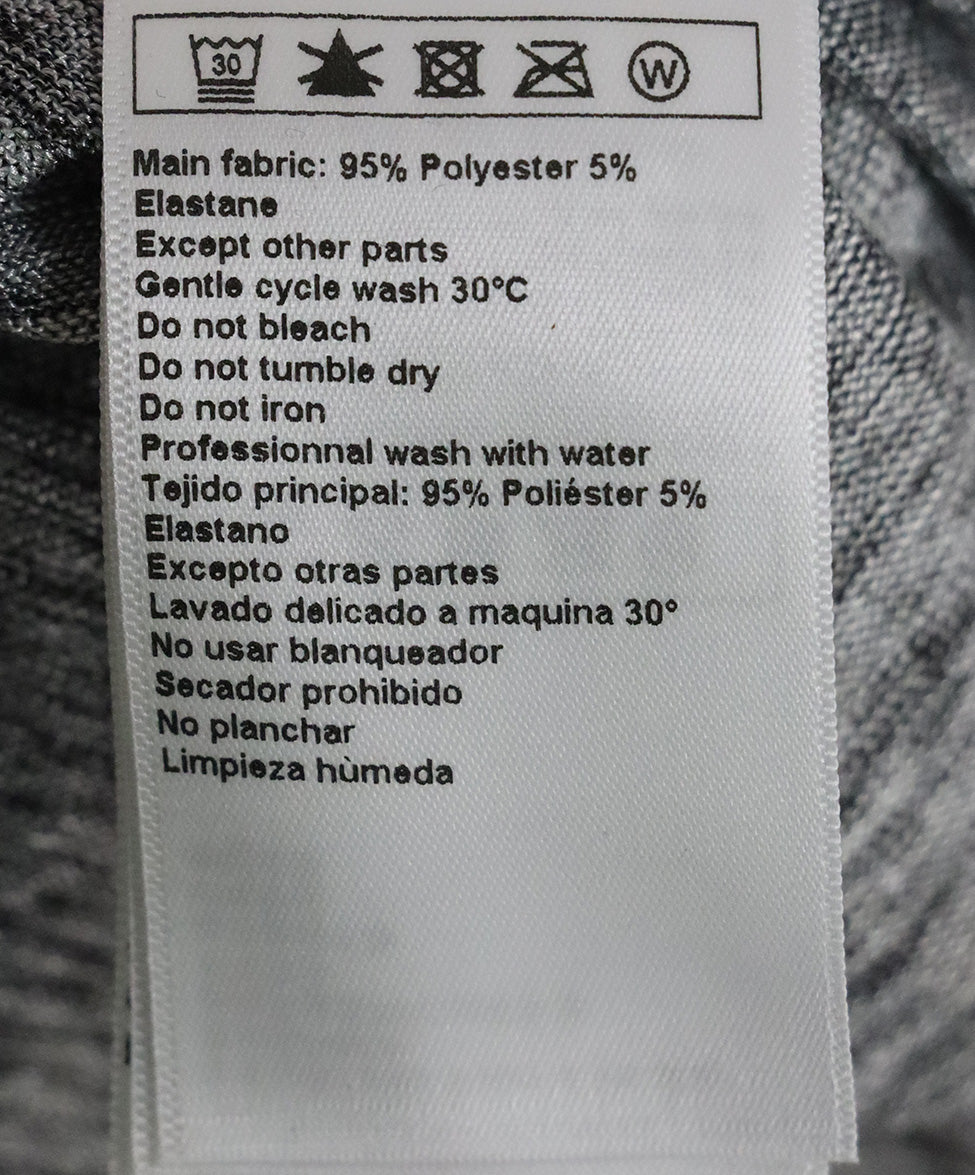 30 W
Main fabric: 95% Polyester 5%
Elastane
Except other parts
Gentle cycle wash 30°C
Do not bleach
Do not tumble dry
Do not iron
Professionnal wash with water
Tejido principal: 95% Poliéster 5%
Elastano
Excepto otras partes
Lavado delicado a maquina 30°
No usar blanqueador
Secador prohibido
No planchar
Limpieza hùmeda